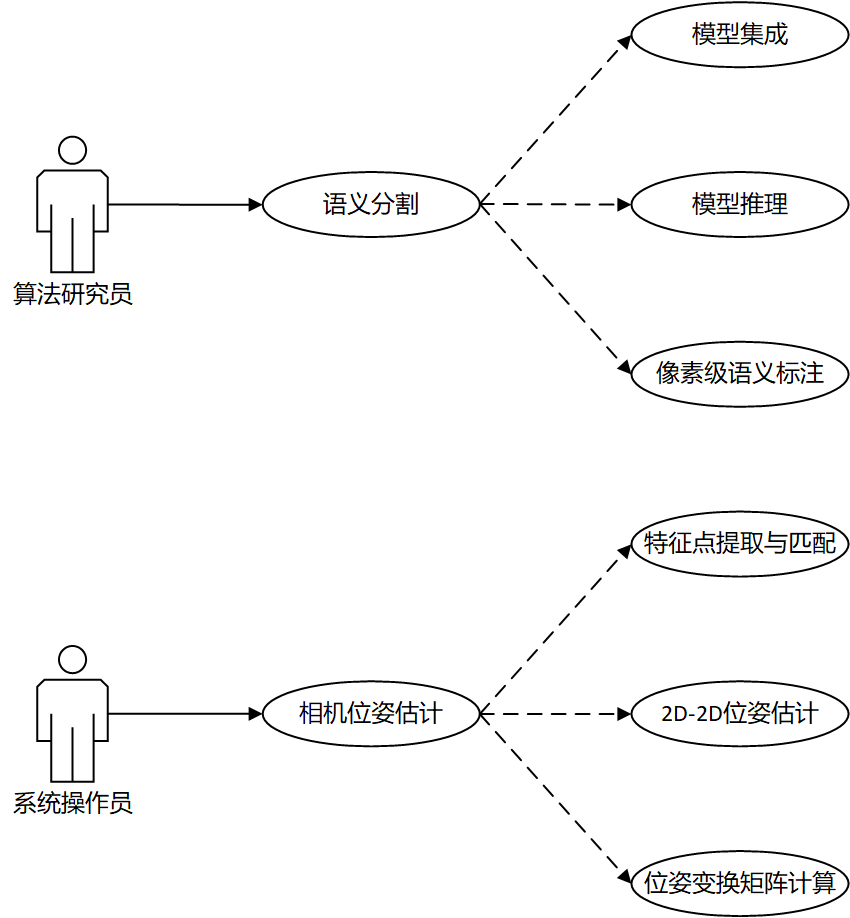 模型集成
语义分割
模型推理
算法研究员
像素级语义标注
特征点提取与匹配
相机位姿估计
2D-2D位姿估计
系统操作员
位姿变换矩阵计算